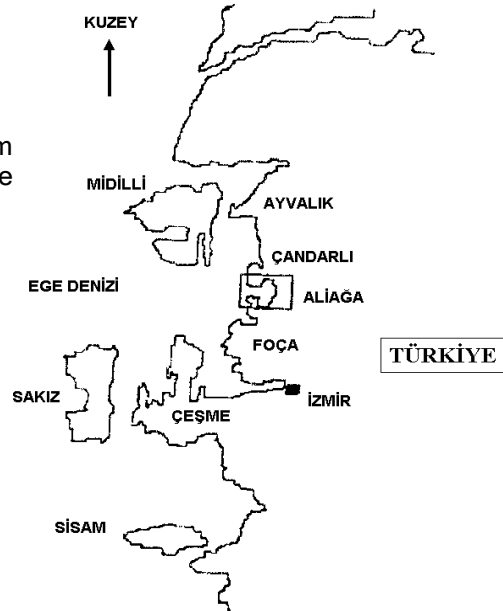 KUZEY
m
e
MİDİLLİ
AYVALIK
ÇANDARLI
EGE DENİZİ
ALİAĞA
FOÇA
TÜRKİYE
SAKIZ
ÇEŞME
İZMİR
SİSAM